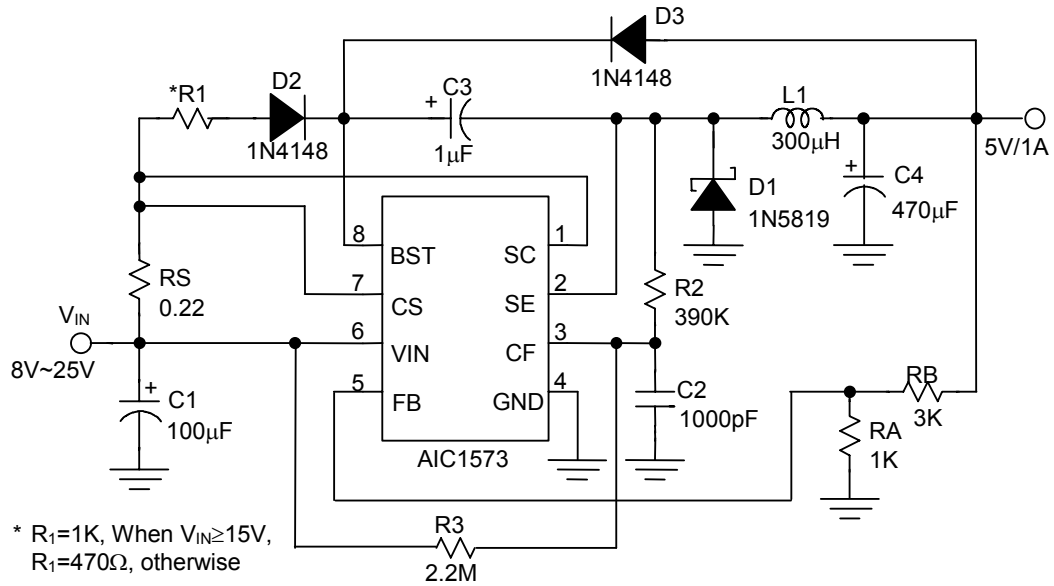 D3
1N4148
*R1
D2
1N4148
C3
+
1µF
L1
300µH
5V/1A
D1
1N5819
+
C4
470µF
8
BST
SC
1
7
CS
SE
2
6
VIN
CF
3
5
FB
GND
4
AIC1573
RS
0.22
VIN
8V~25V
+
C1
100µF
R2
390K
C2
1000pF
RB
3K
RA
1K
R3
2.2M
* R1=1K, When VIN≥15V,
R1=470Ω, otherwise